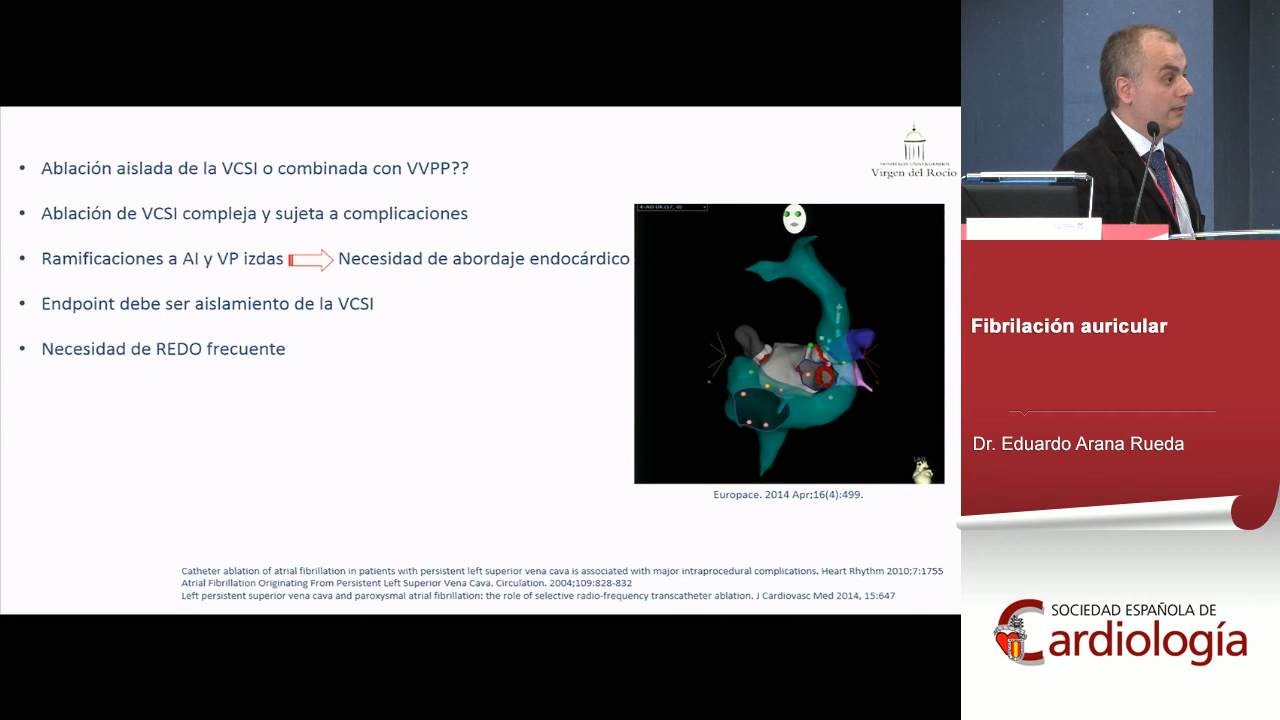 • Ablación aislada de la VCSI o combinada con VVPP??
• Ablación de VCSI compleja y sujeta a complicaciones
• Ramificaciones a AI y VP izdas Necesidad de abordaje endocárdico
• Endpoint debe ser aislamiento de la VCSI
• Necesidad de REDO frecuente
HOSPITALES UNIVERSITARIOS
Virgen del Rocío
LAO
Europace. 2014 Apr;16(4):499.
Catheter ablation of atrial fibrillation in patients with persistent left superior vena cava is associated with major intraprocedural complications. Heart Rhythm 2010;7:1755
Atrial Fibrillation Originating From Persistent Left Superior Vena Cava. Circulation. 2004;109:828-832
Left persistent superior vena cava and paroxysmal atrial fibrillation: the role of selective radio-frequency transcatheter ablation. J Cardiovasc Med 2014, 15:647
Fibrilación auricular
Dr. Eduardo Arana Rueda
SOCIEDAD ESPAÑOLA DE
Cardiología